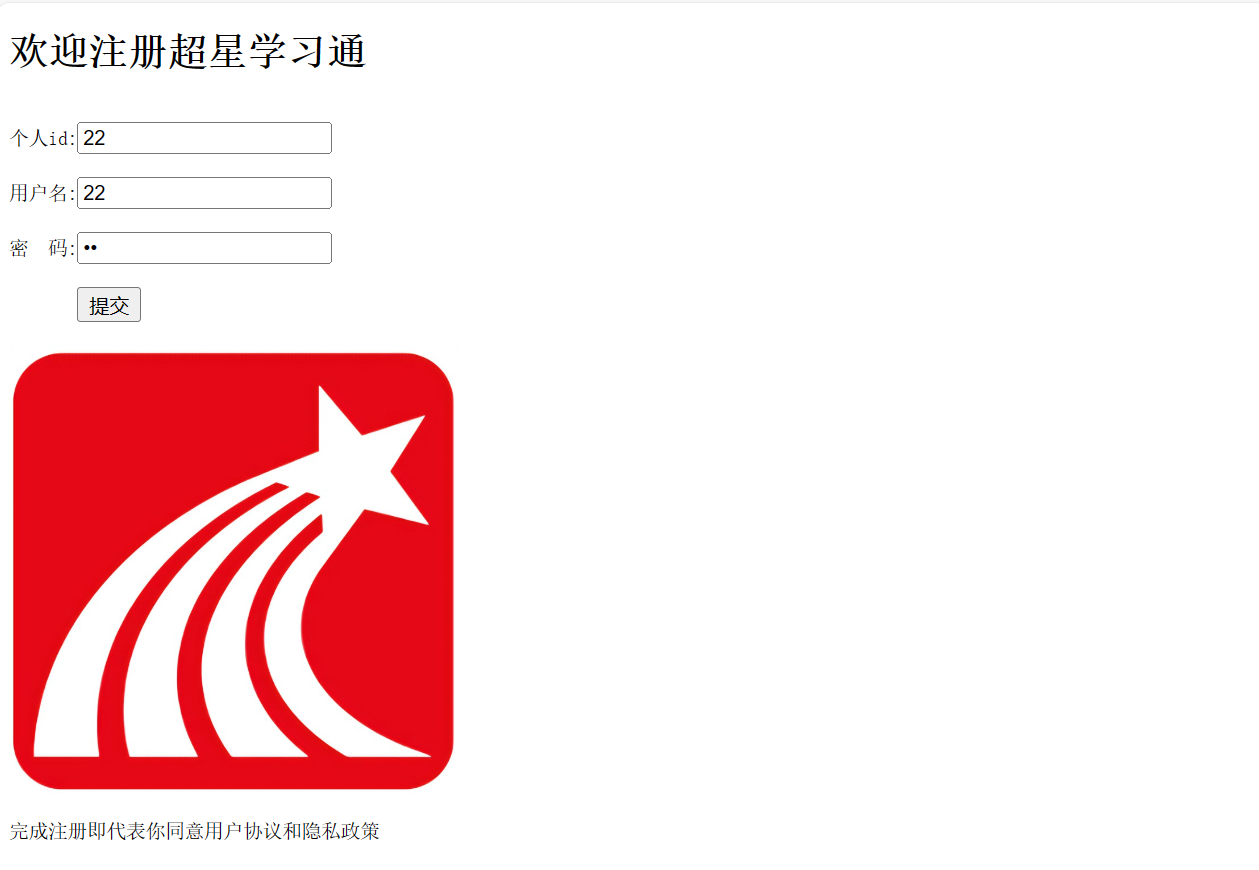 欢迎注册超星学习通
个人id: 22
用户名: 22
密　码: ••
提交
完成注册即代表你同意用户协议和隐私政策